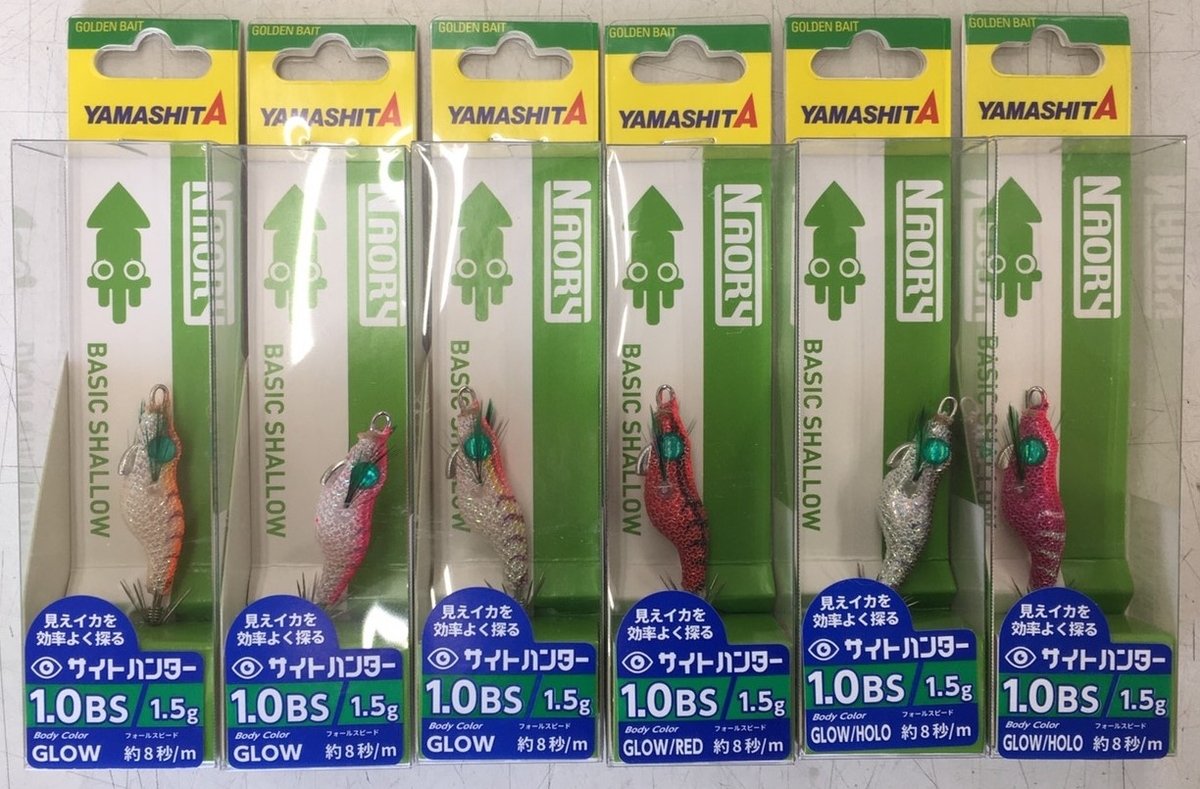 GOLDEN BAIT
YAMASHITA
NAORY
BASIC SHALLOW
見えイカを
効率よく探る
サイトハンター
1.0BS/1.5g
Body Color フォールスピード
GLOW 約8秒/m
GOLDEN BAIT
YAMASHITA
NAORY
BASIC SHALLOW
見えイカを
効率よく探る
サイトハンター
1.0BS/1.5g
Body Color フォールスピード
GLOW 約8秒/m
GOLDEN BAIT
YAMASHITA
NAORY
BASIC SHALLOW
見えイカを
効率よく探る
サイトハンター
1.0BS/1.5g
Body Color フォールスピード
GLOW 約8秒/m
GOLDEN BAIT
YAMASHITA
NAORY
BASIC SHALLOW
見えイカを
効率よく探る
サイトハンター
1.0BS/1.5g
Body Color フォールスピード
GLOW/RED 約8秒/m
GOLDEN BAIT
YAMASHITA
NAORY
BASIC SHALLOW
見えイカを
効率よく探る
サイトハンター
1.0BS/1.5g
Body Color フォールスピード
GLOW/HOLO 約8秒/m
GOLDEN BAIT
YAMASHITA
NAORY
BASIC SHALLOW
見えイカを
効率よく探る
サイトハンター
1.0BS/1.5g
Body Color フォールスピード
GLOW/HOLO 約8秒/m